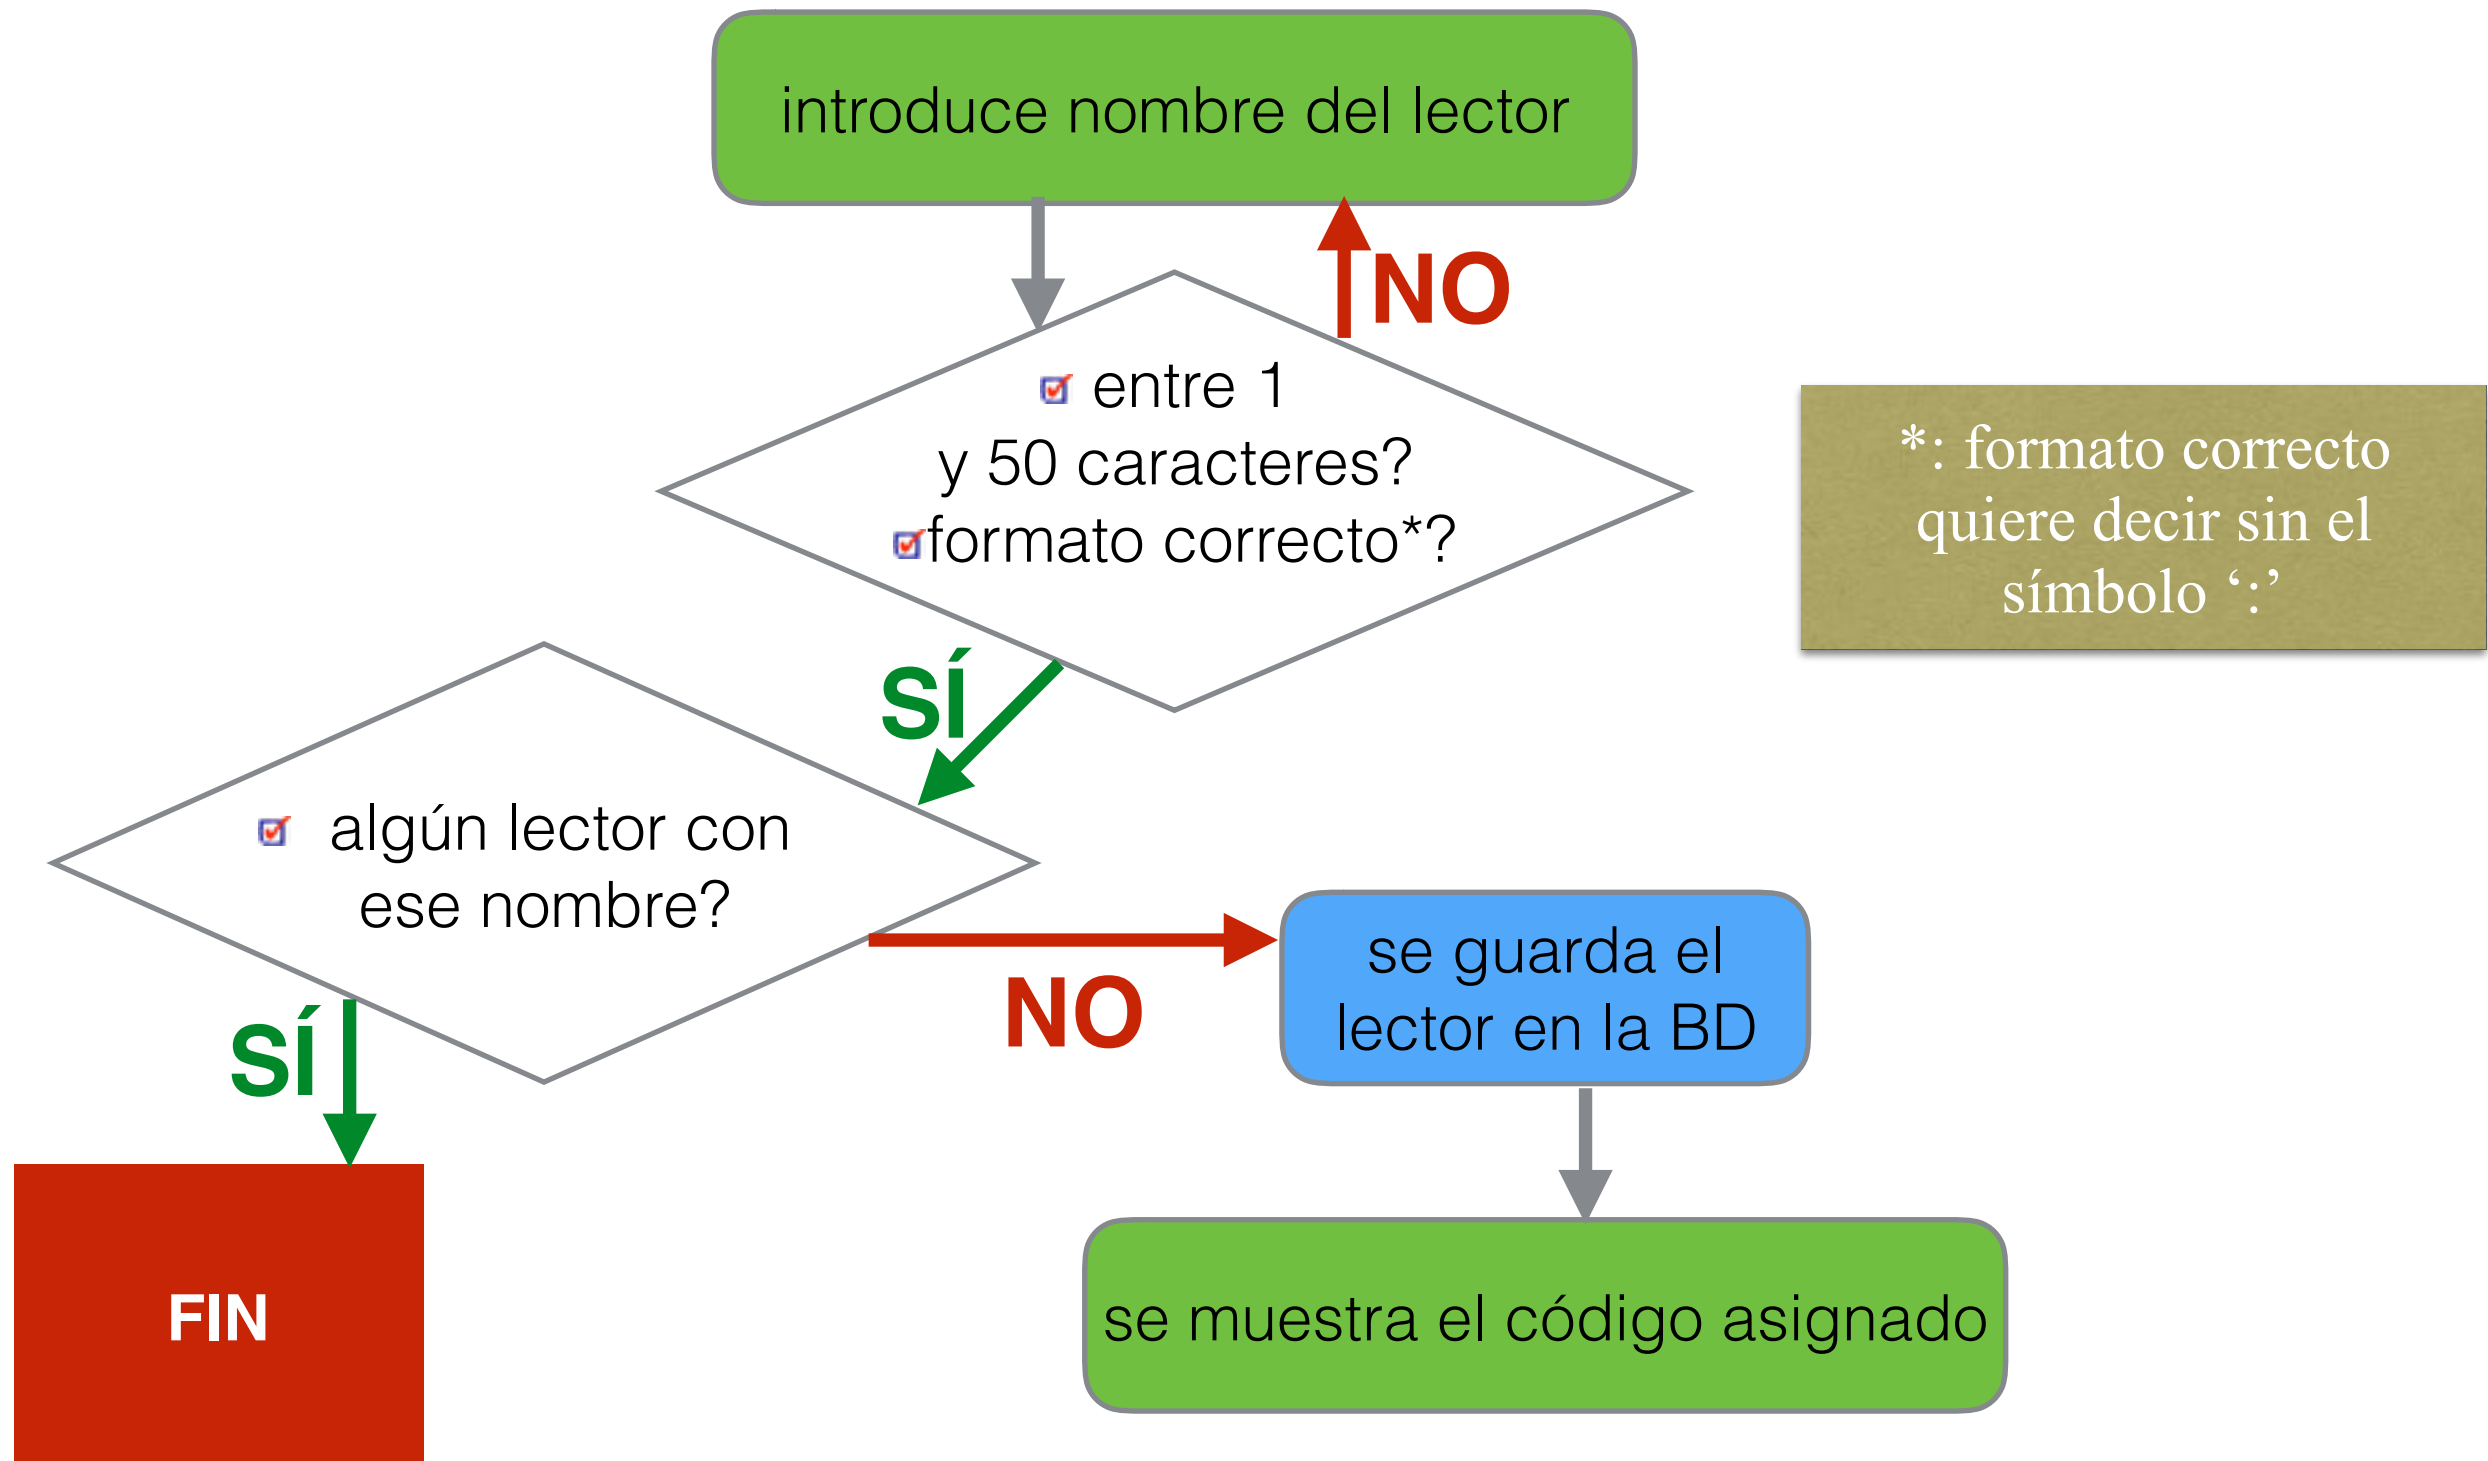 introduce nombre del lector
NO
entre 1
y 50 caracteres?
formato correcto*?
*: formato correcto
quiere decir sin el
símbolo ‘:’
SÍ
algún lector con
ese nombre?
NO
se guarda el
lector en la BD
SÍ
FIN
se muestra el código asignado